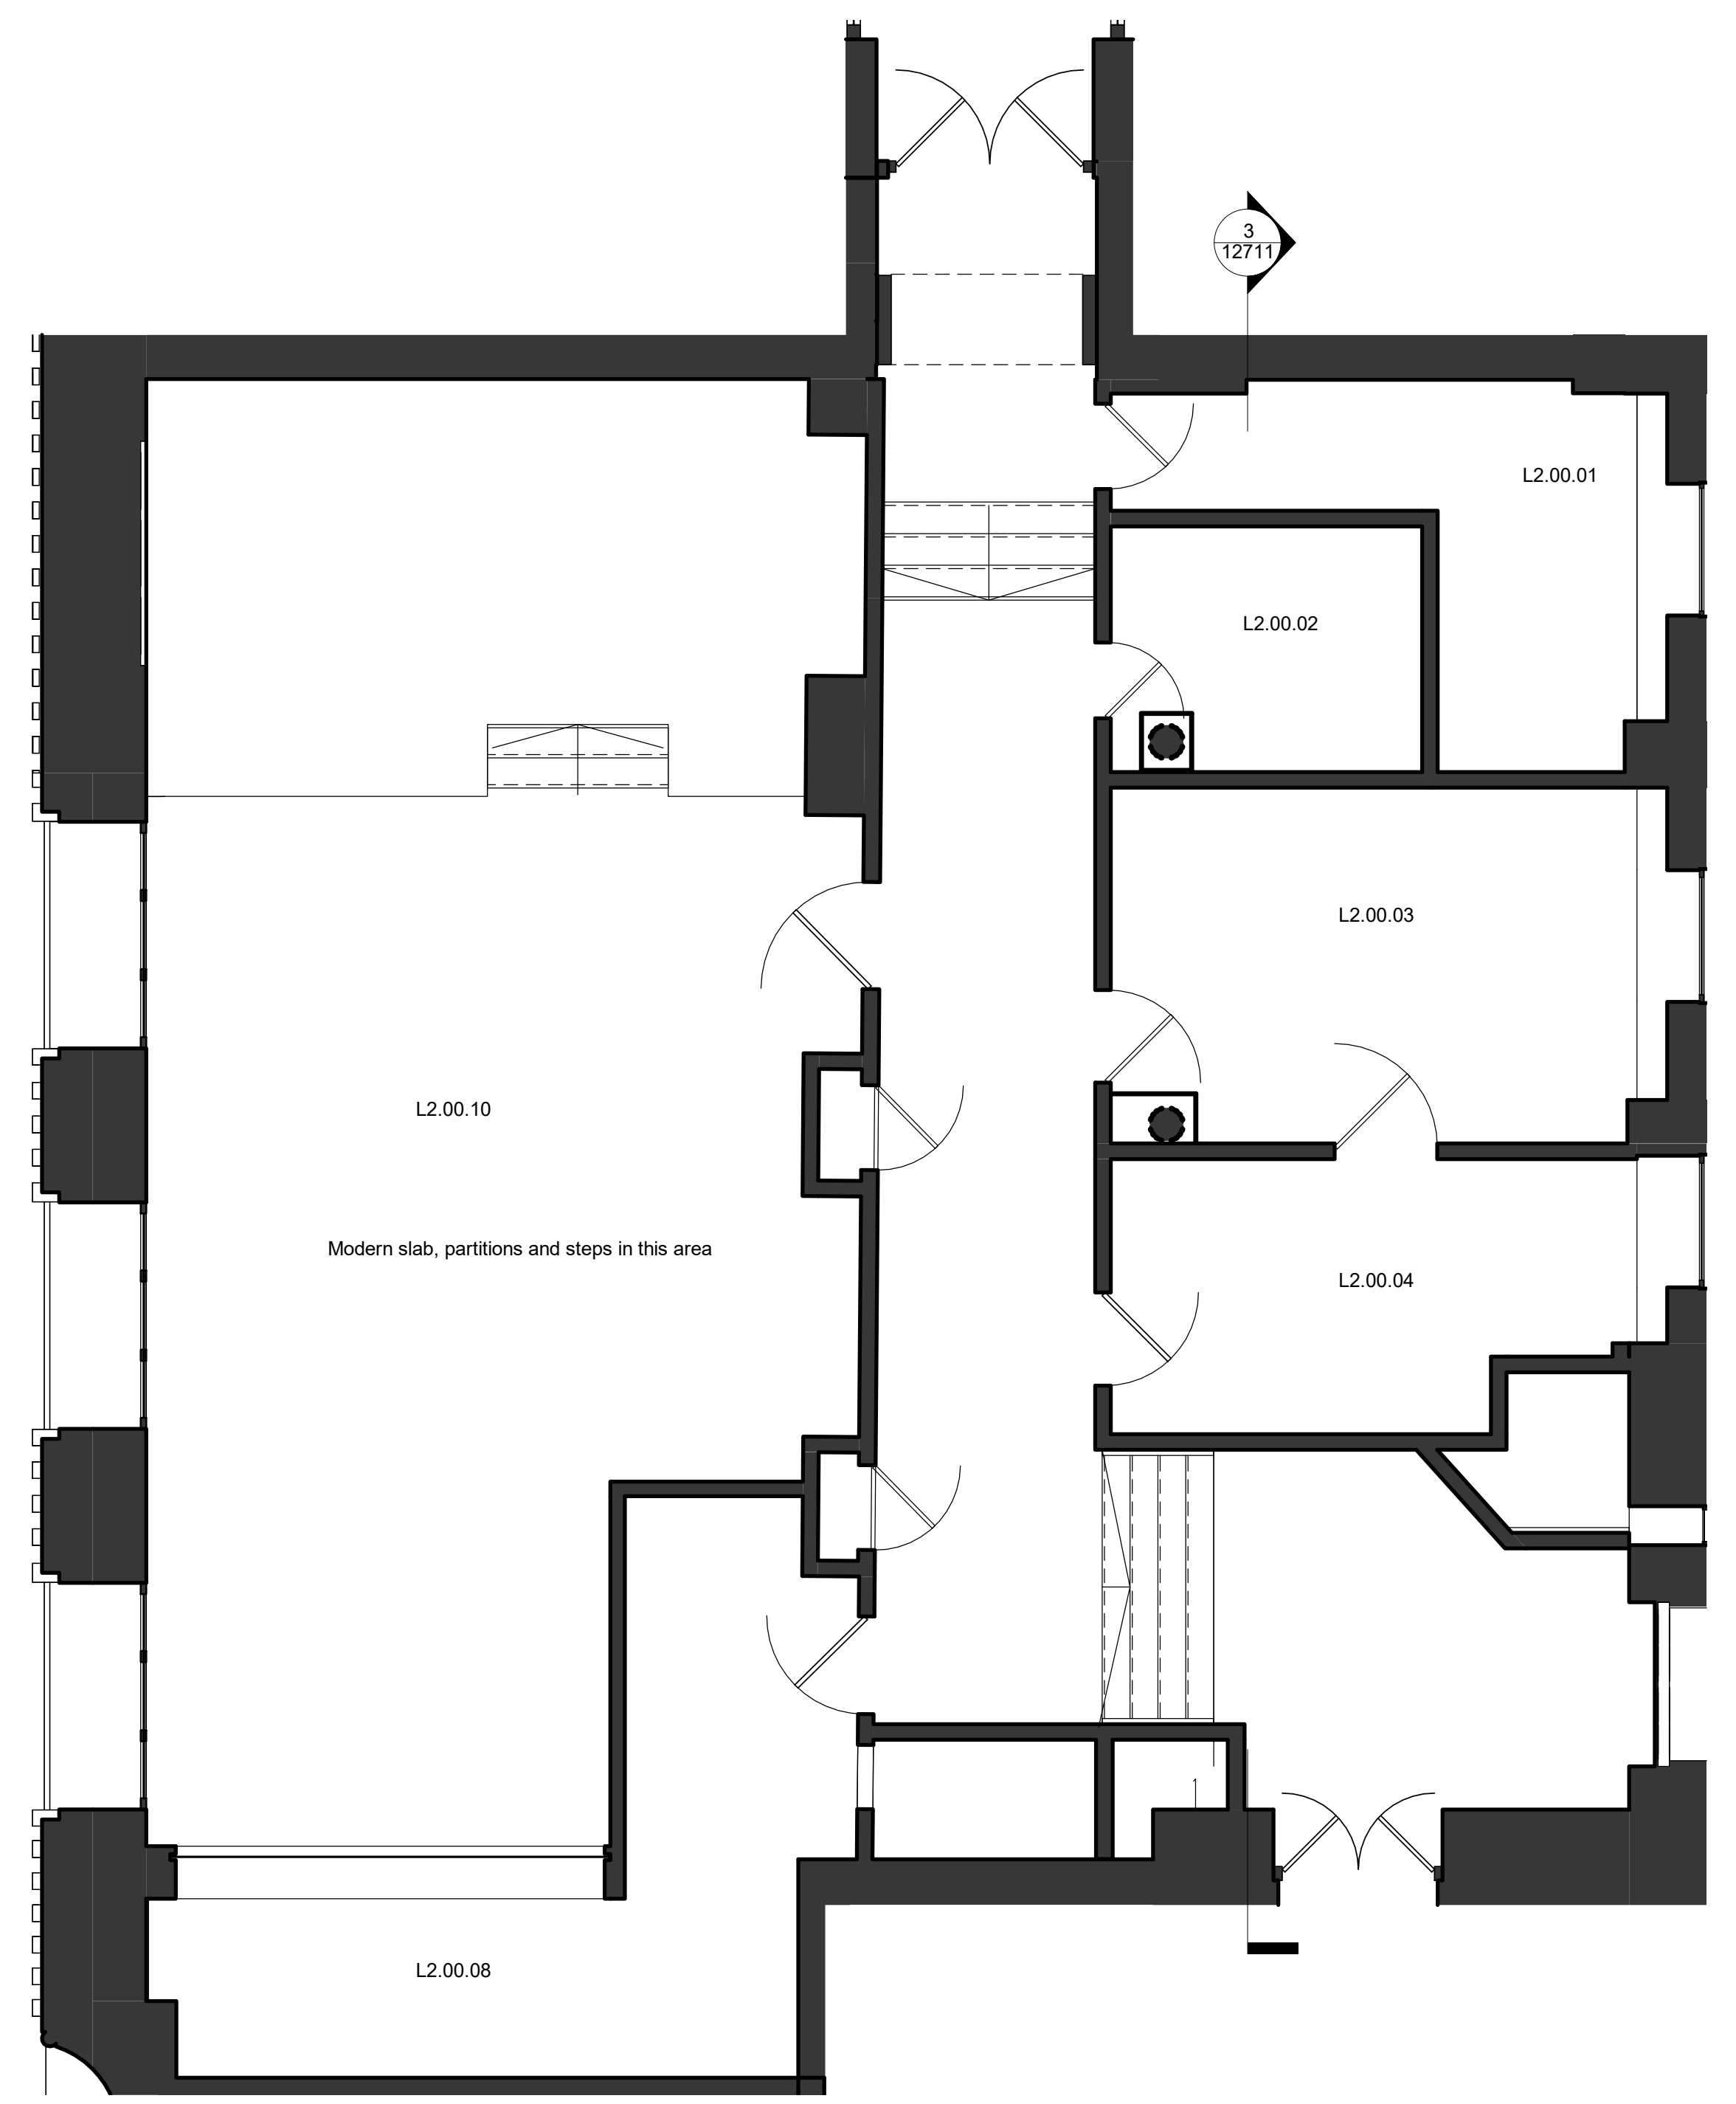 3
12711
L2.00.01
L2.00.02
L2.00.03
L2.00.10
Modern slab, partitions and steps in this area
L2.00.04
1
L2.00.08